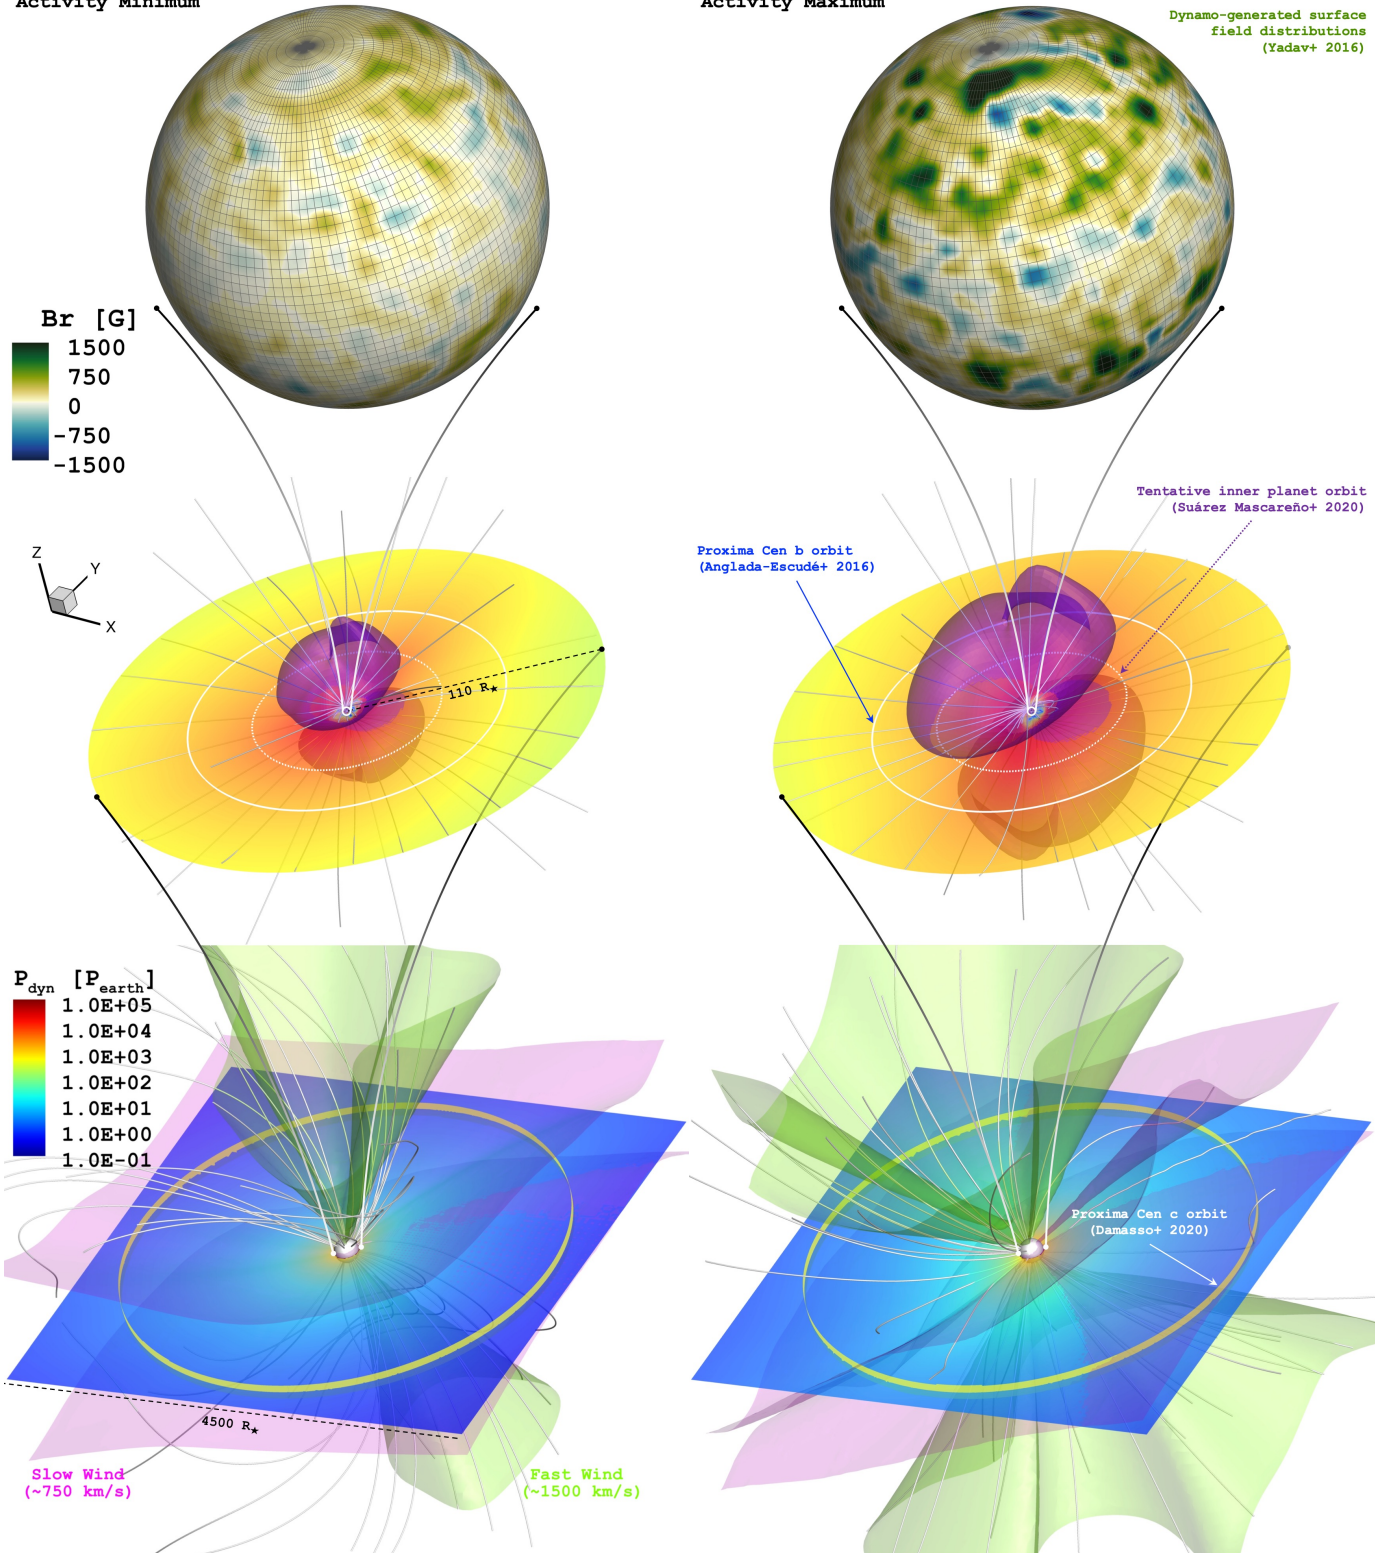 Activity Minimum
Activity Maximum
Dynamo-generated surface
field distributions
(Yadav+ 2016)
Br [G]
1500
750
0
-750
-1500
Tentative inner planet orbit
(Suárez Mascareño+ 2020)
Proxima Cen b orbit
(Anglada-Escudé+ 2016)
Z
Y
X
110 R★
Pdyn [Pearth]
1.0E+05
1.0E+04
1.0E+03
1.0E+02
1.0E+01
1.0E+00
1.0E-01
Proxima Cen c orbit
(Damasso+ 2020)
4500 R★
Slow Wind
(~750 km/s)
Fast Wind
(~1500 km/s)